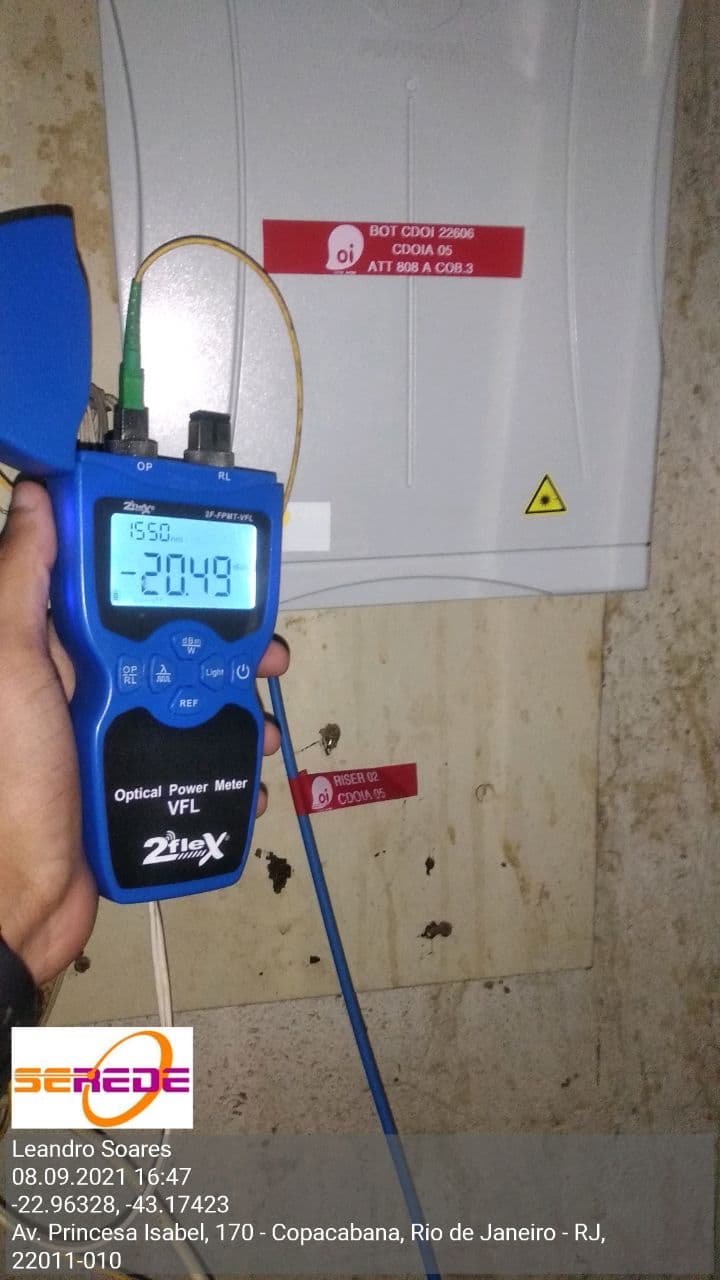 oi
BOT CDOI 22606
CDOIA 05
ATT 808 A COB.3
OP
RL
2flex
2F-FPMT-VFL
1550nm
-20.49
dBm
W
OP
RL
λ
Light
REF
Optical Power Meter
VFL
2flex
oi
RISER 02
CDOIA 05
SEREDE
Leandro Soares
08.09.2021 16:47
-22.96328, -43.17423
Av. Princesa Isabel, 170 - Copacabana, Rio de Janeiro - RJ,
22011-010